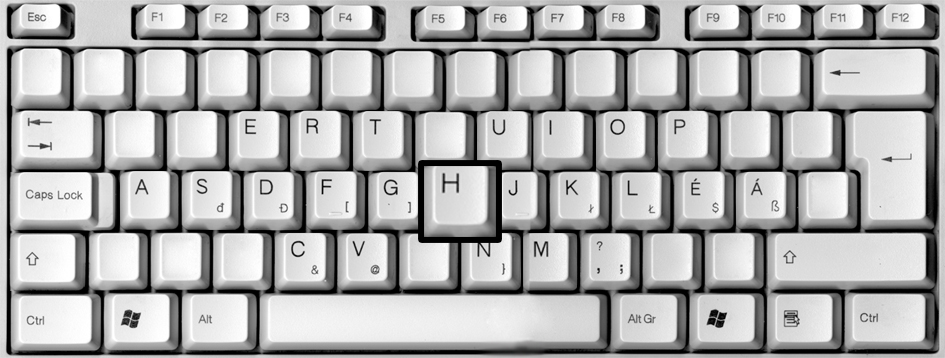 Esc F1 F2 F3 F4 F5 F6 F7 F8 F9 F10 F11 F12
E R T U I O P
Caps Lock A S đ D Đ F [ G ] H J K ł L Ł É $ Á ß
C & V @ N } M ? , ;
Ctrl Alt Alt Gr Ctrl